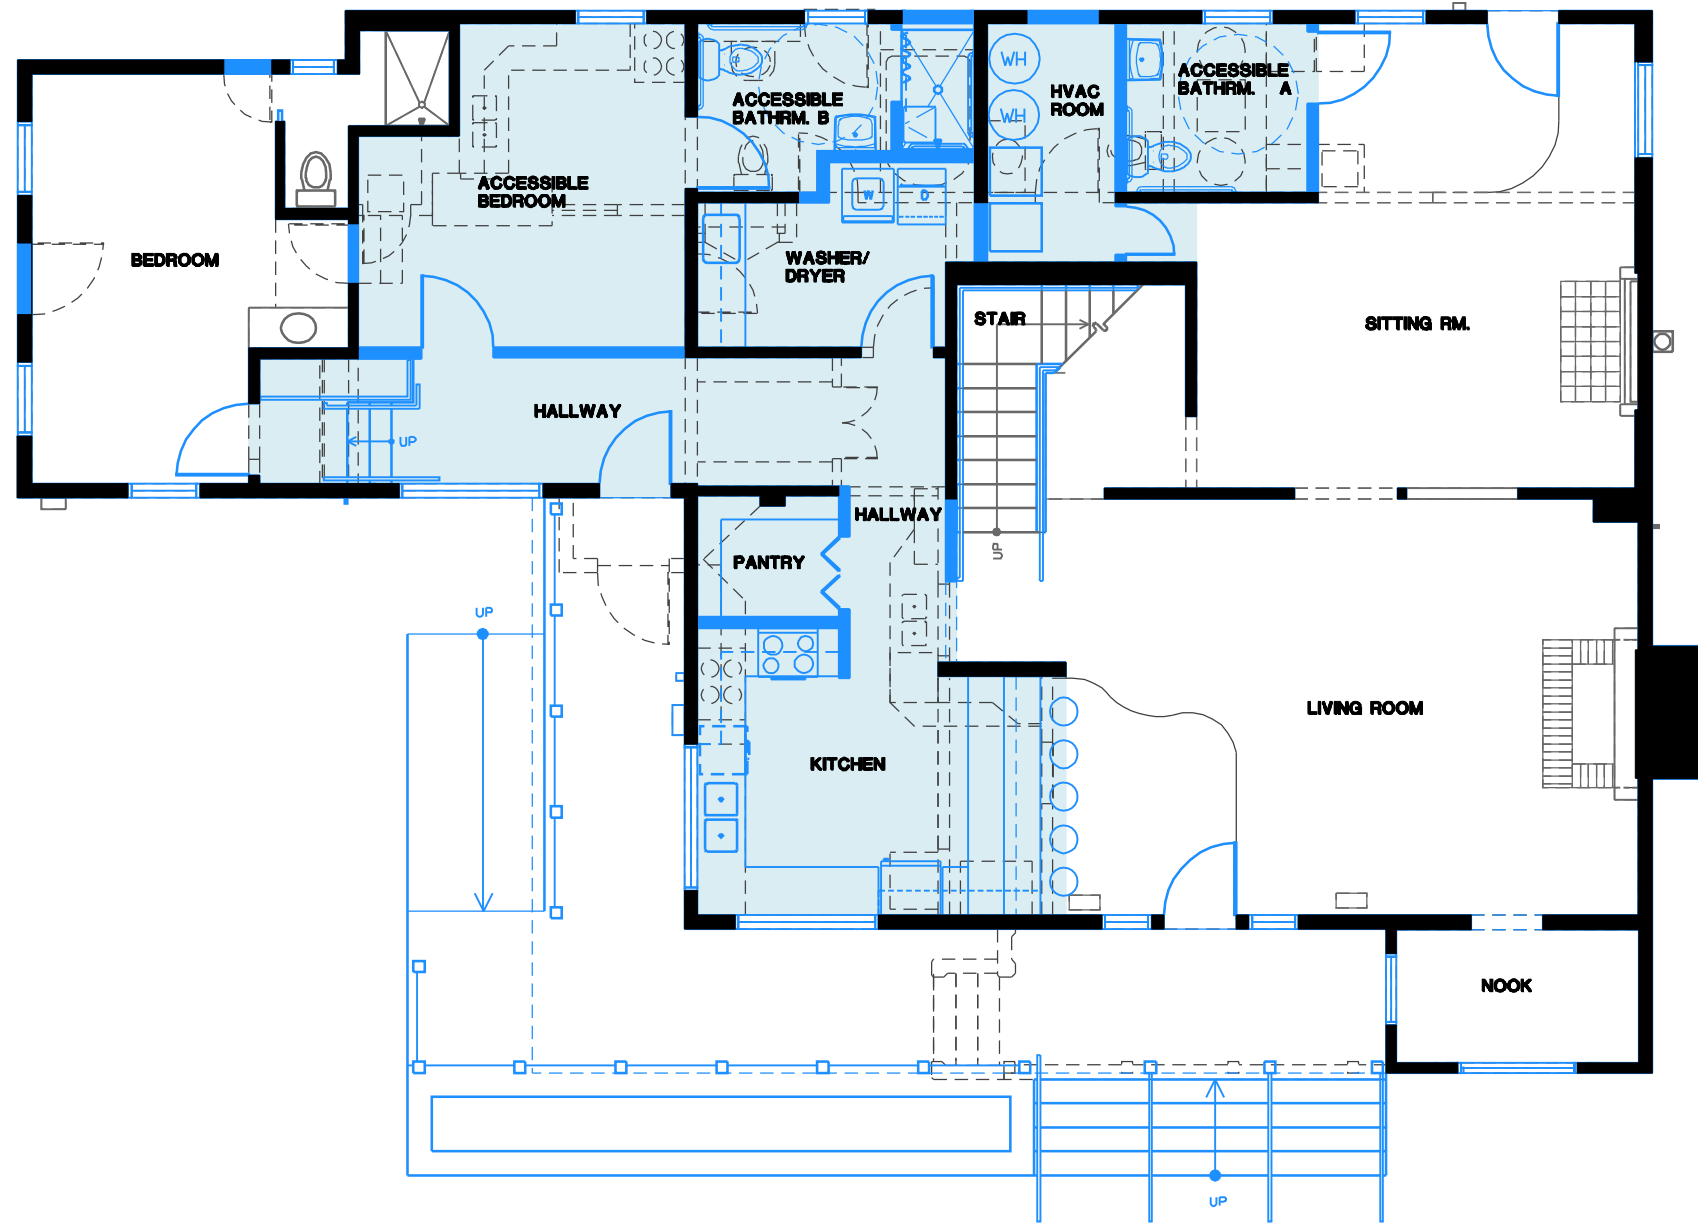 WH
WH
HVAC
ROOM
ACCESSIBLE
BATHRM. A
ACCESSIBLE
BATHRM. B
ACCESSIBLE
BEDROOM
W
D
BEDROOM
WASHER/
DRYER
STAIR
SITTING RM.
HALLWAY
UP
HALLWAY
UP
PANTRY
UP
LIVING ROOM
KITCHEN
NOOK
UP